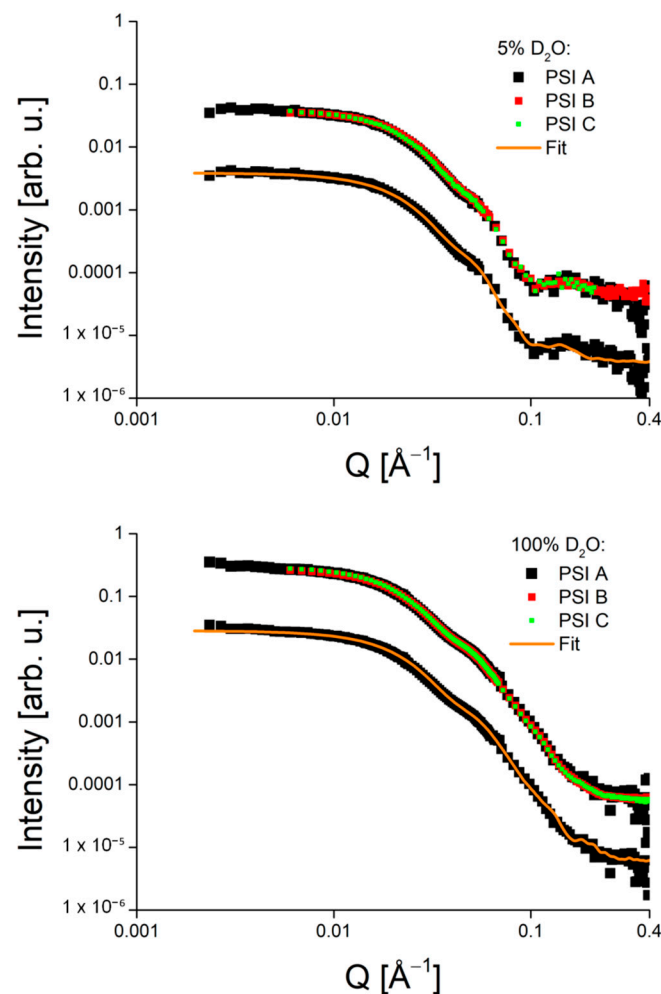 1
0.1
0.01
0.001
0.0001
1 x 10⁻⁵
1 x 10⁻⁶
Intensity [arb. u.]
5% D₂O:
PSI A
PSI B
PSI C
Fit
0.001
0.01
0.1
0.4
Q [Å⁻¹]
1
0.1
0.01
0.001
0.0001
1 x 10⁻⁵
1 x 10⁻⁶
Intensity [arb. u.]
100% D₂O:
PSI A
PSI B
PSI C
Fit
0.001
0.01
0.1
0.4
Q [Å⁻¹]